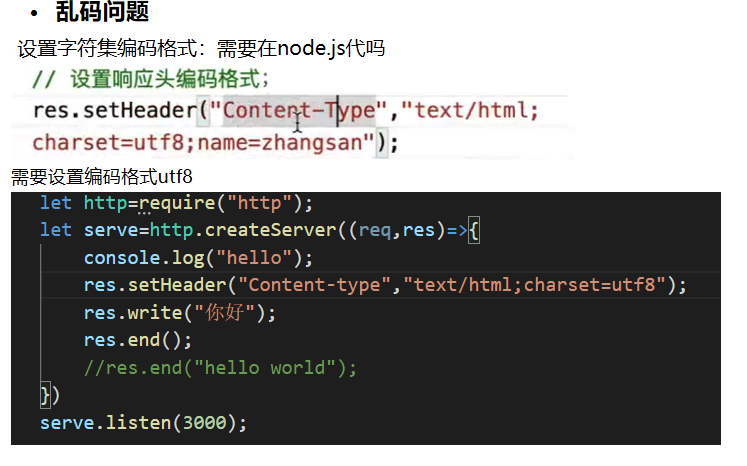 • 乱码问题
设置字符集编码格式：需要在node.js代吗
// 设置响应头编码格式；
res.setHeader("Content-Type","text/html;
charset=utf8;name=zhangsan");
需要设置编码格式utf8
let http=require("http");
let serve=http.createServer((req,res)=>{
console.log("hello");
res.setHeader("Content-type","text/html;charset=utf8");
res.write("你好");
res.end();
//res.end("hello world");
})
serve.listen(3000);